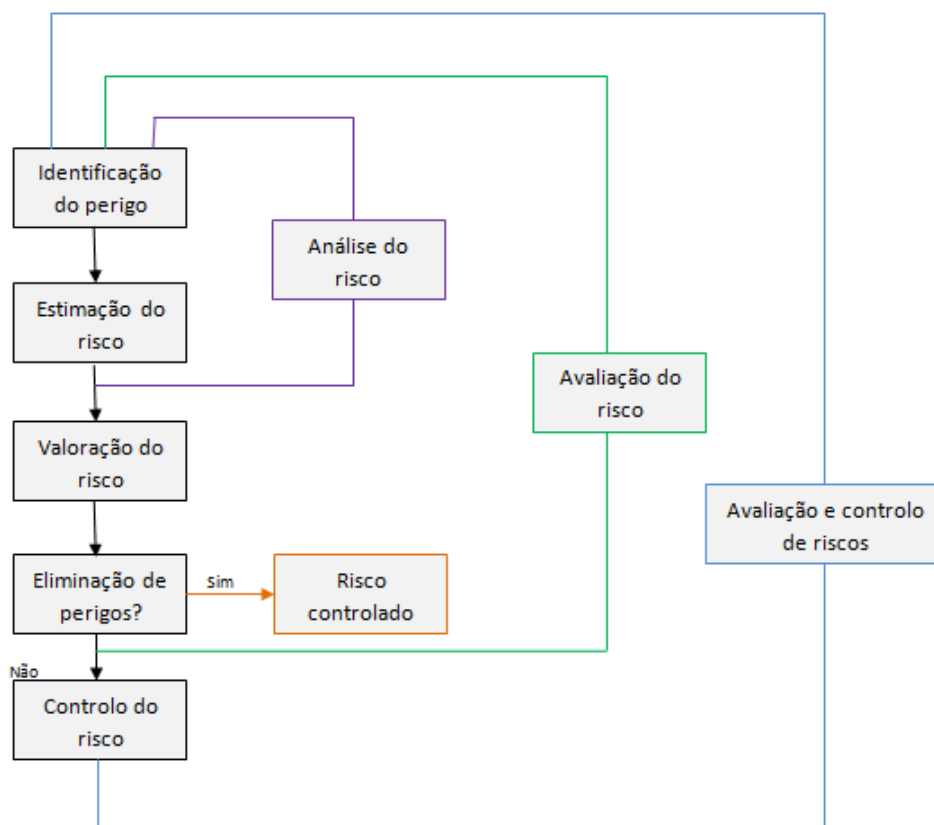 Identificação
do perigo
Análise do
risco
Estimação do
risco
Avaliação do
risco
Valoração do
risco
Avaliação e controlo
de riscos
Eliminação de
perigos?
Sim
Risco
controlado
Não
Controlo do
risco